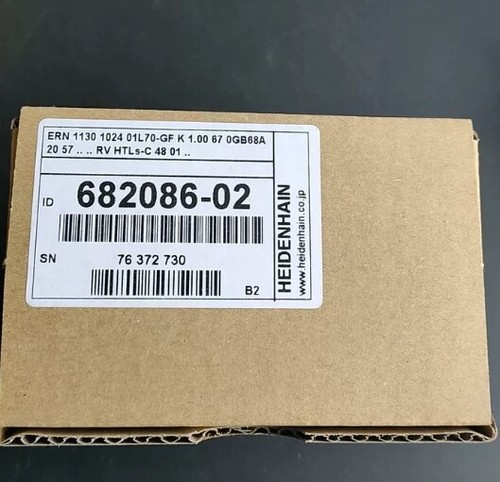 ERN 1130 1024 01L70-GF K 1.00 67 0GB68A
20 57 .. .. RV HTLs-C 48 01 ..
ID 682086-02
SN 76 372 730
B2
HEIDENHAIN
www.heidenhain.co.jp